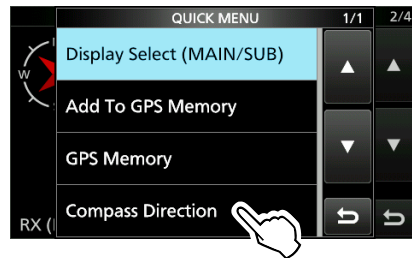 QUICK MENU 1/1 2/4
W
Display Select (MAIN/SUB)
Add To GPS Memory
GPS Memory
Compass Direction
RX (